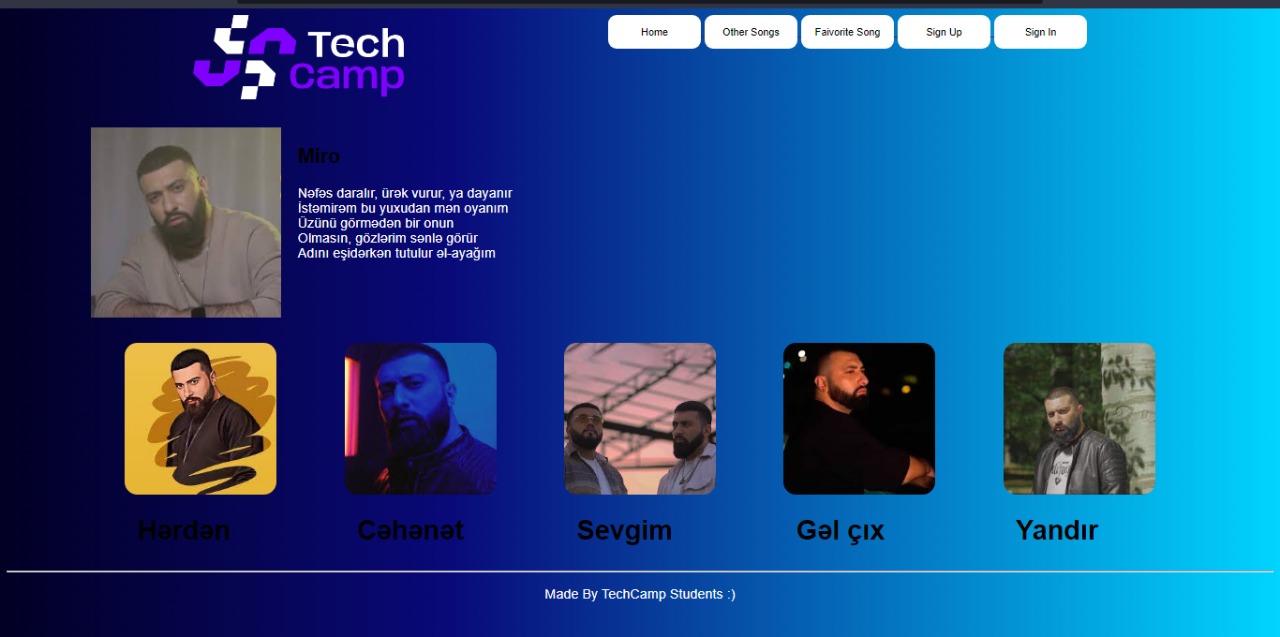 Tech
Camp
Home
Other Songs
Faivorite Song
Sign Up
Sign In
Miro
Nəfəs daralır, ürək vurur, ya dayanır
İstəmirəm bu yuxudan mən oyanım
Üzünü görmədən bir onun
Olmasın, gözlərim sənlə görür
Adını eşidərkən tutulur əl-ayağım
Hərdən
Cəhənət
Sevgim
Gəl çıx
Yandır
Made By TechCamp Students :)